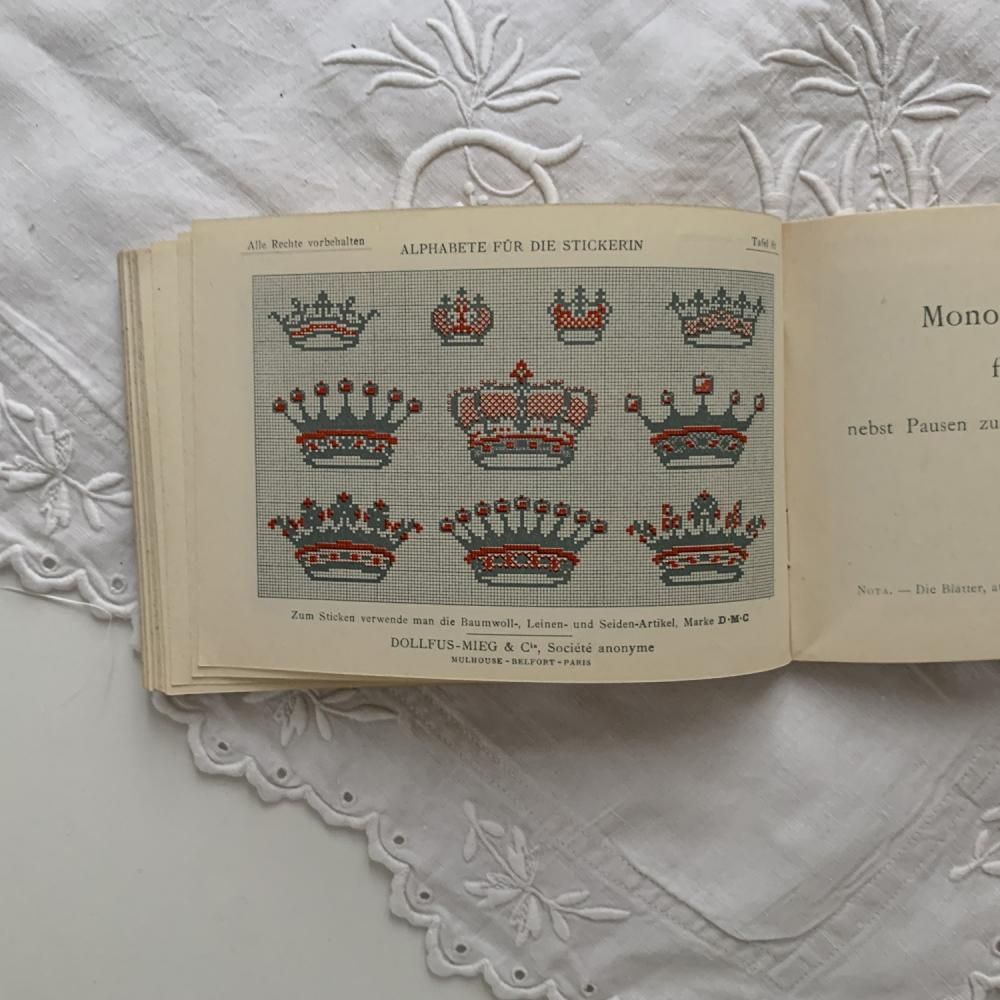 Alle Rechte vorbehalten
ALPHABETE FÜR DIE STICKERIN
Tafel
Zum Sticken verwende man die Baumwoll-, Leinen- und Seiden-Artikel, Marke D·M·C
DOLLFUS-MIEG & Cie, Société anonyme
MULHOUSE - BELFORT - PARIS
Mono
f
nebst Pausen zu
NOTA. — Die Blätter,